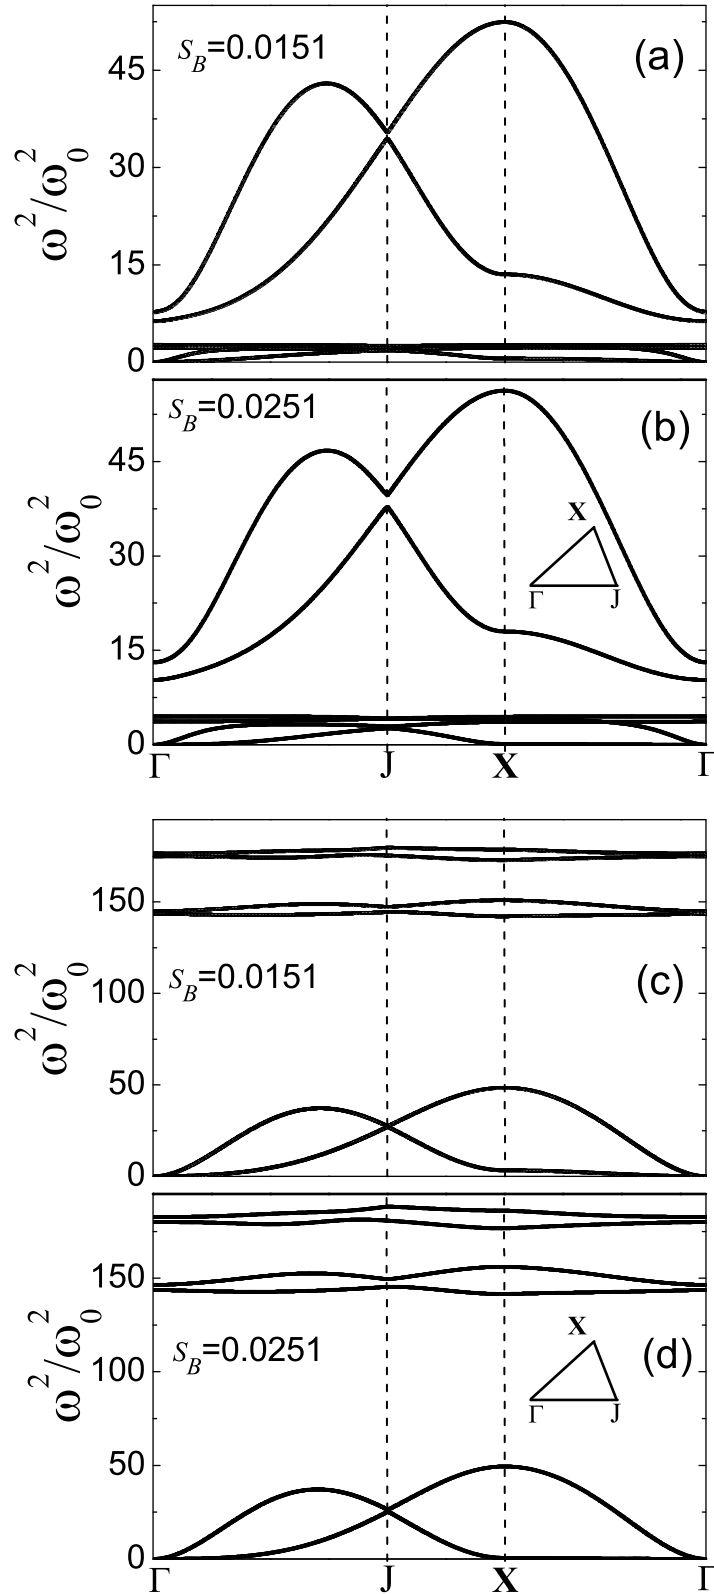 S_B=0.0151
(a)
45
30
15
0
ω²/ω₀²
S_B=0.0251
(b)
45
30
15
0
ω²/ω₀²
X
Γ J
Γ J X Γ
(c)
150
100
50
0
ω²/ω₀²
S_B=0.0151
(d)
150
100
50
0
ω²/ω₀²
S_B=0.0251
X
Γ J
Γ J X Γ